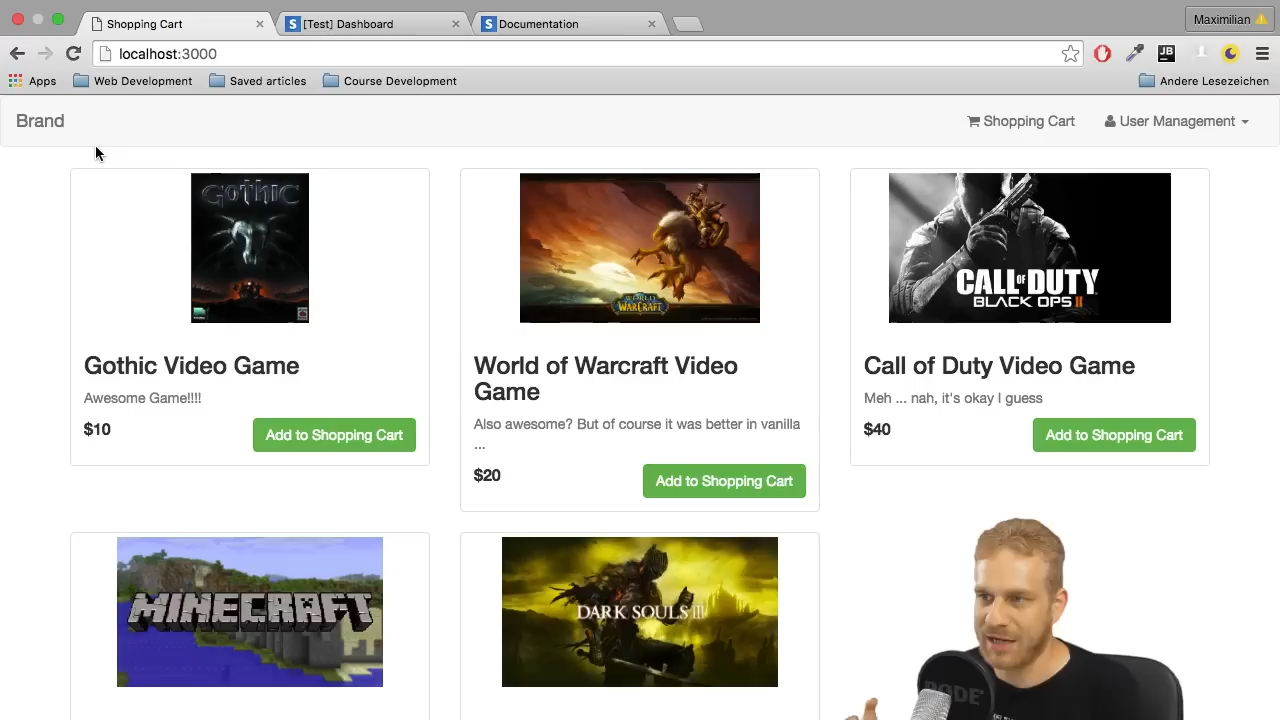 Shopping Cart
[Test] Dashboard
Documentation
Maximilian
localhost:3000
Apps
Web Development
Saved articles
Course Development
Andere Lesezeichen
JB
Brand
Shopping Cart
User Management
GOTHIC
WORLD
OF
WARCRAFT
CALL OF DUTY
BLACK OPS II
Gothic Video Game
Awesome Game!!!!
$10
Add to Shopping Cart
World of Warcraft Video
Game
Also awesome? But of course it was better in vanilla
...
$20
Add to Shopping Cart
Call of Duty Video Game
Meh ... nah, it's okay I guess
$40
Add to Shopping Cart
MINECRAFT
DARK SOULS III
RODE